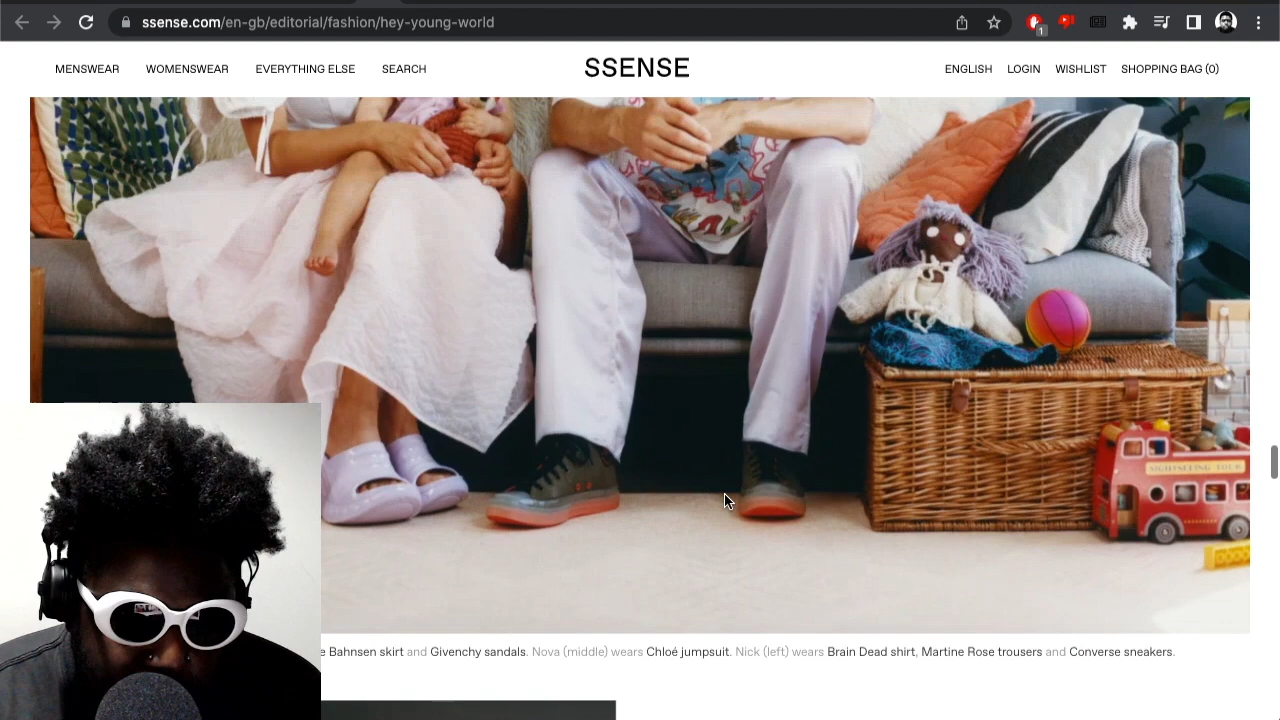 ssense.com/en-gb/editorial/fashion/hey-young-world
1
MENSWEAR WOMENSWEAR EVERYTHING ELSE SEARCH SSENSE ENGLISH LOGIN WISHLIST SHOPPING BAG (0)
SIGHTSEEING TOUR
e Bahnsen skirt and Givenchy sandals. Nova (middle) wears Chloé jumpsuit. Nick (left) wears Brain Dead shirt, Martine Rose trousers and Converse sneakers.